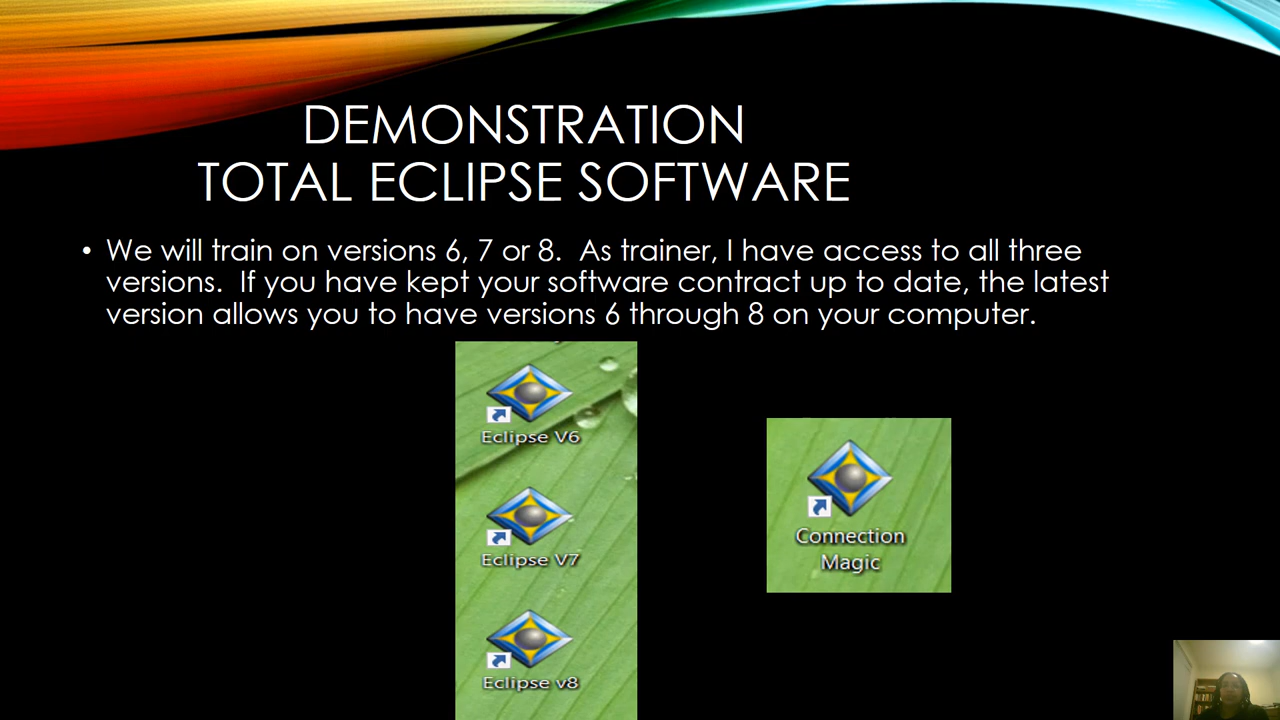 DEMONSTRATION
TOTAL ECLIPSE SOFTWARE
• We will train on versions 6, 7 or 8.  As trainer, I have access to all three
versions.  If you have kept your software contract up to date, the latest
version allows you to have versions 6 through 8 on your computer.
Eclipse V6
Eclipse V7
Eclipse v8
Connection
Magic